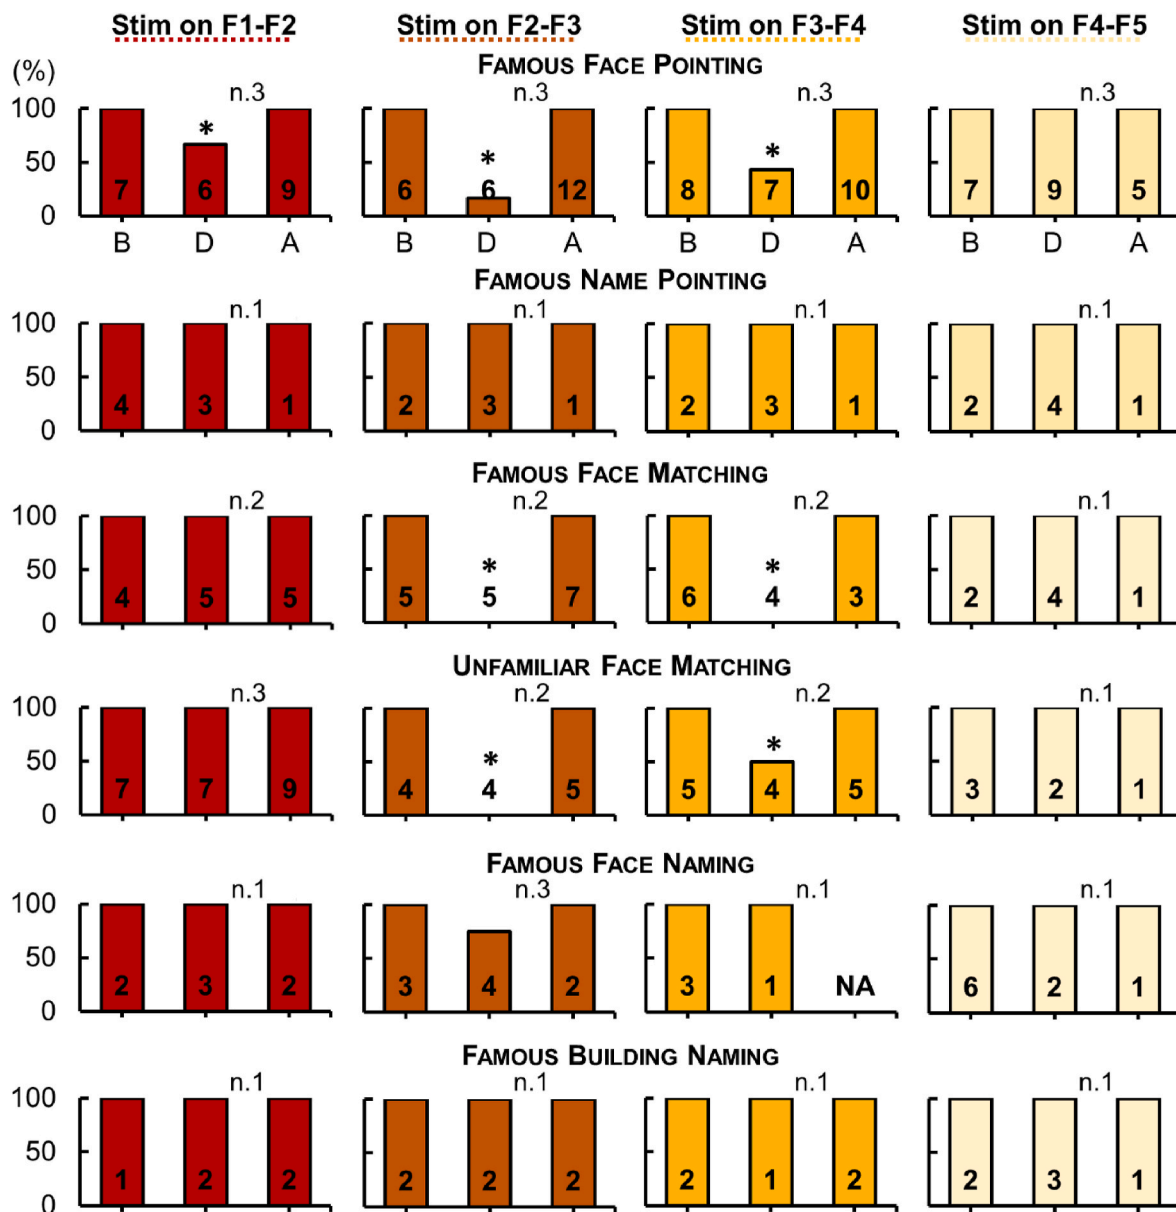 Stim on F1-F2 Stim on F2-F3 Stim on F3-F4 Stim on F4-F5
(%) FAMOUS FACE POINTING
n.3 n.3 n.3 n.3
100
* * *
50
7 6 9 6 6 12 8 7 10 7 9 5
0
B D A B D A B D A B D A
FAMOUS NAME POINTING
n.1 n.1 n.1 n.1
100
50
4 3 1 2 3 1 2 3 1 2 4 1
0
FAMOUS FACE MATCHING
n.2 n.2 n.2 n.1
100
50
* *
4 5 5 5 5 7 6 4 3 2 4 1
0
UNFAMILIAR FACE MATCHING
n.3 n.2 n.2 n.1
100
* *
50
7 7 9 4 4 5 5 4 5 3 2 1
0
FAMOUS FACE NAMING
n.1 n.3 n.1 n.1
100
50
2 3 2 3 4 2 3 1 NA 6 2 1
0
FAMOUS BUILDING NAMING
n.1 n.1 n.1 n.1
100
50
1 2 2 2 2 2 2 1 2 2 3 1
0